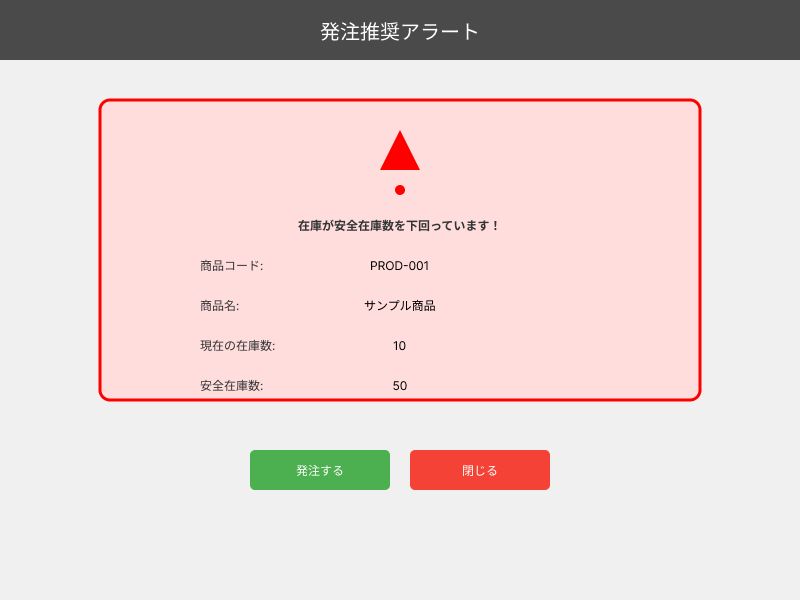 発注推奨アラート
在庫が安全在庫数を下回っています！
商品コード: PROD-001
商品名: サンプル商品
現在の在庫数: 10
安全在庫数: 50
発注する 閉じる